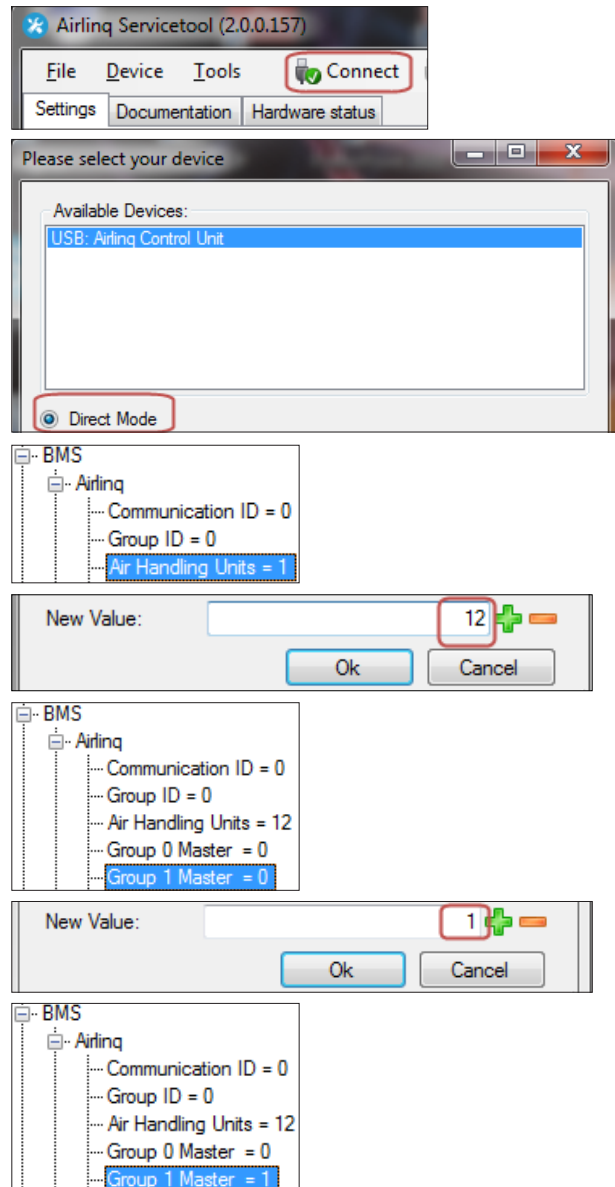 Airlinq Servicetool (2.0.0.157)
File Device Tools Connect
Settings Documentation Hardware status
Please select your device
Available Devices:
USB: Airlinq Control Unit
Direct Mode
BMS
Airlinq
Communication ID = 0
Group ID = 0
Air Handling Units = 1
New Value: 12
Ok Cancel
BMS
Airlinq
Communication ID = 0
Group ID = 0
Air Handling Units = 12
Group 0 Master = 0
Group 1 Master = 0
New Value: 1
Ok Cancel
BMS
Airlinq
Communication ID = 0
Group ID = 0
Air Handling Units = 12
Group 0 Master = 0
Group 1 Master = 1